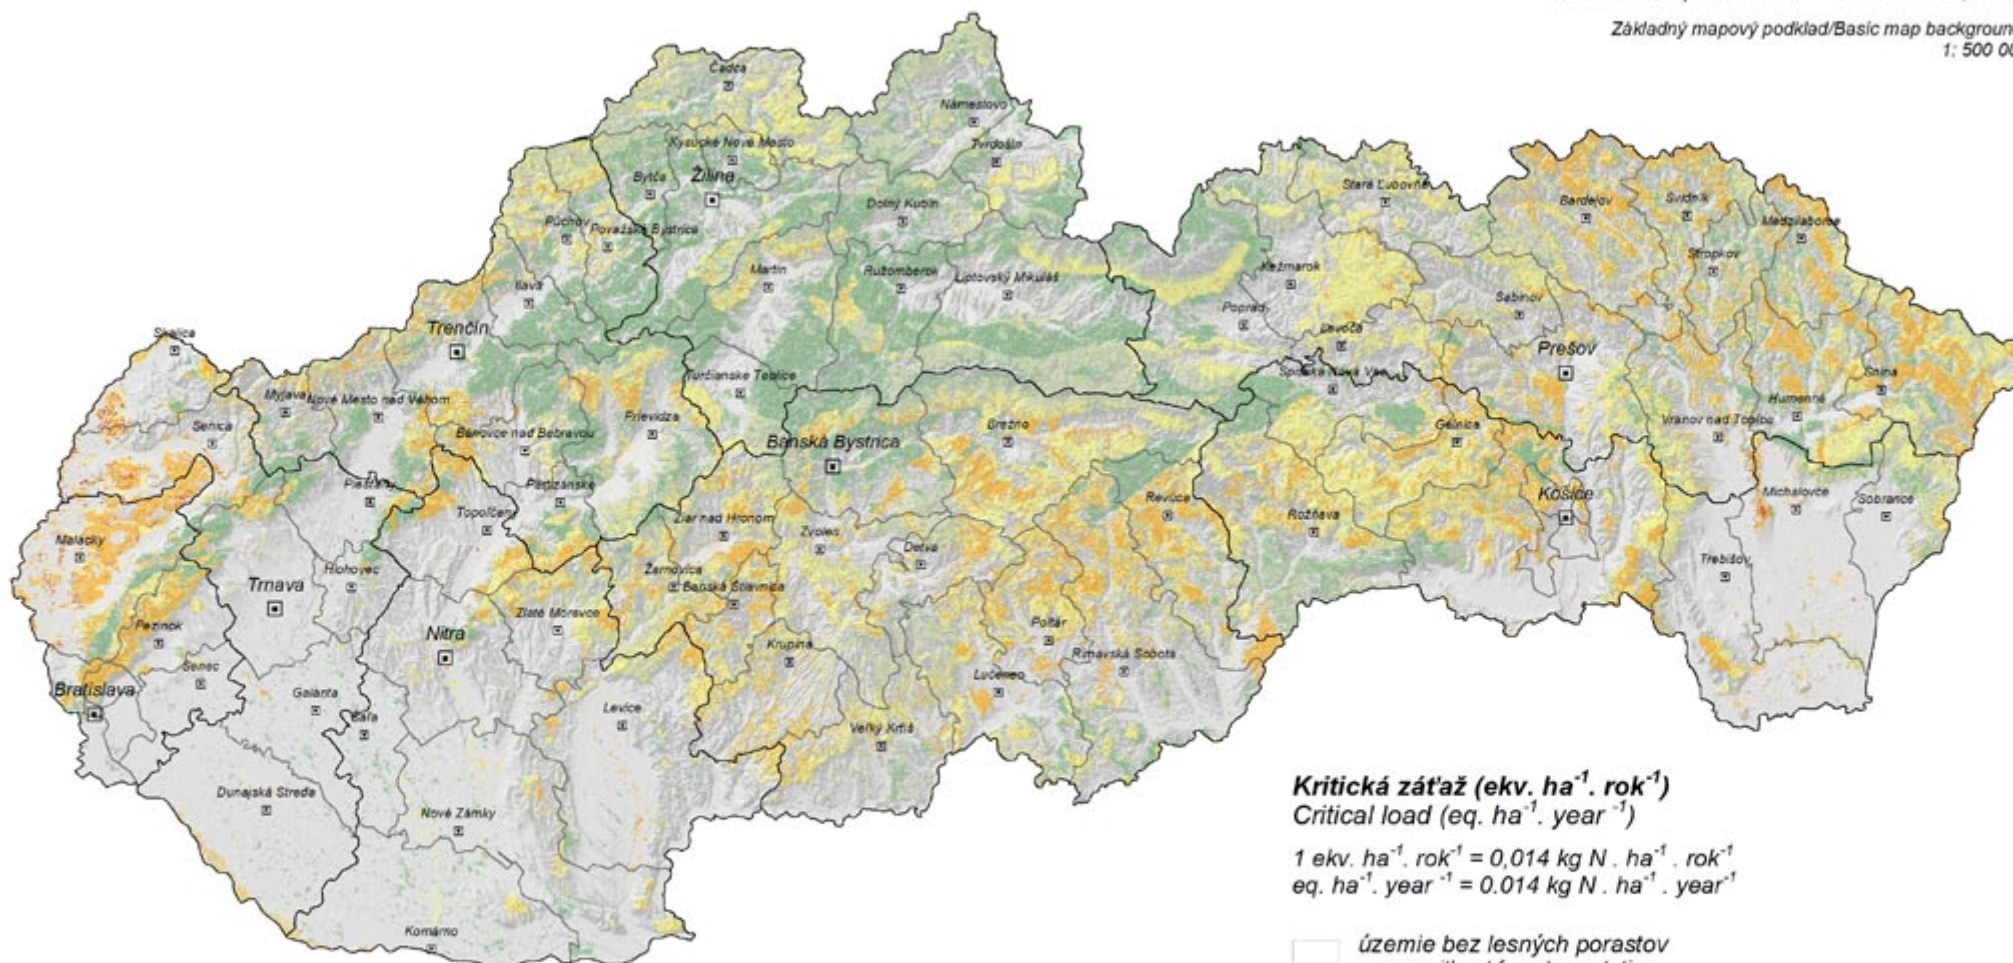 Základný mapový podklad/Basic map
1: 500
Čadca
Námestovo
Kysucké Nové Mesto
Tvrdošín
Bytča
Žilina
Stará Ľubovňa
Dolný Kubín
Bardejov
Svidník
Medzilaborce
Púchov
Považská Bystrica
Stropkov
Martin
Ružomberok
Liptovský Mikuláš
Kežmarok
Ilava
Sabinov
Poprad
Trenčín
Skalica
Levoča
Prešov
Turčianske Teplice
Spišská Nová Ves
Snina
Myjava
Nové Mesto nad Váhom
Humenné
Prievidza
Vranov nad Topľou
Senica
Bánovce nad Bebravou
Brezno
Gelnica
Banská Bystrica
Piešťany
Partizánske
Revúca
Košice
Michalovce
Sobrance
Topoľčany
Žiar nad Hronom
Rožňava
Zvolen
Malacky
Detva
Trebišov
Hlohovec
Žarnovica
Trnava
Banská Štiavnica
Zlaté Moravce
Pezinok
Nitra
Poltár
Krupina
Rimavská Sobota
Senec
Lučenec
Bratislava
Galanta
Šaľa
Levice
Veľký Krtíš
Dunajská Streda
Nové Zámky
Komárno
Kritická záťaž (ekv. ha⁻¹. rok⁻¹)
Critical load (eq. ha⁻¹. year ⁻¹)
1 ekv. ha⁻¹. rok⁻¹ = 0,014 kg N . ha⁻¹ . rok⁻¹
eq. ha⁻¹. year ⁻¹ = 0.014 kg N . ha⁻¹ . year⁻¹
územie bez lesných porastov